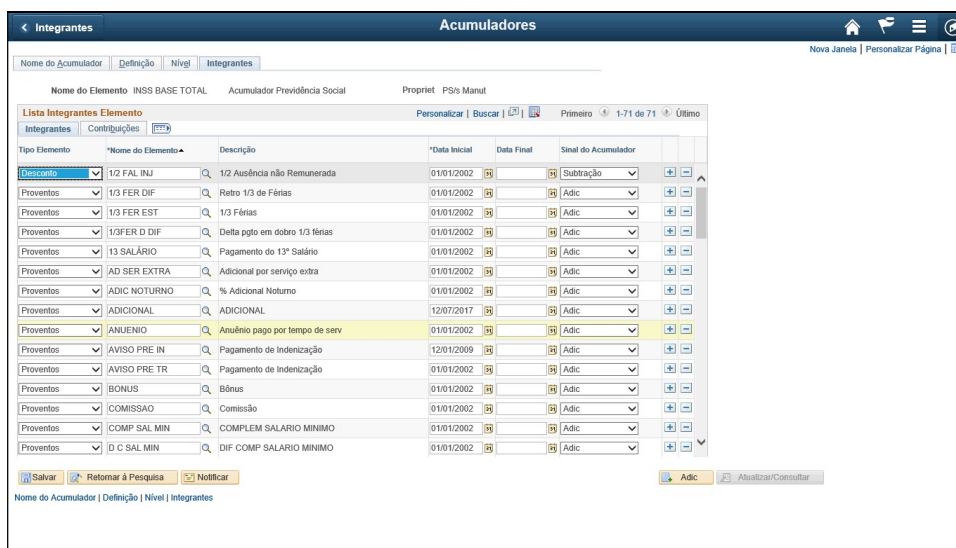 Integrantes
Acumuladores
Nova Janela | Personalizar Página |
Nome do Acumulador Definição Nível Integrantes
Nome do Elemento INSS BASE TOTAL Acumulador Previdência Social Propriet PS/s Manut
Lista Integrantes Elemento Personalizar | Buscar | | Primeiro 1-71 de 71 Último
Integrantes Contribuições
Tipo Elemento *Nome do Elemento Descrição *Data Inicial Data Final Sinal do Acumulador
Desconto 1/2 FAL INJ 1/2 Ausência não Remunerada 01/01/2002 Subtração
Proventos 1/3 FER DIF Retro 1/3 de Férias 01/01/2002 Adic
Proventos 1/3 FER EST 1/3 Férias 01/01/2002 Adic
Proventos 1/3FER D DIF Delta pgto em dobro 1/3 férias 01/01/2002 Adic
Proventos 13 SALÁRIO Pagamento do 13º Salário 01/01/2002 Adic
Proventos AD SER EXTRA Adicional por serviço extra 01/01/2002 Adic
Proventos ADIC NOTURNO % Adicional Noturno 01/01/2002 Adic
Proventos ADICIONAL ADICIONAL 12/07/2017 Adic
Proventos ANUENIO Anuênio pago por tempo de serv 01/01/2002 Adic
Proventos AVISO PRE IN Pagamento de Indenização 12/01/2009 Adic
Proventos AVISO PRE TR Pagamento de Indenização 01/01/2002 Adic
Proventos BONUS Bônus 01/01/2002 Adic
Proventos COMISSAO Comissão 01/01/2002 Adic
Proventos COMP SAL MIN COMPLEM SALARIO MINIMO 01/01/2002 Adic
Proventos D C SAL MIN DIF COMP SALARIO MINIMO 01/01/2002 Adic
Salvar Retornar à Pesquisa Notificar Adic Atualizar/Consultar
Nome do Acumulador | Definição | Nível | Integrantes